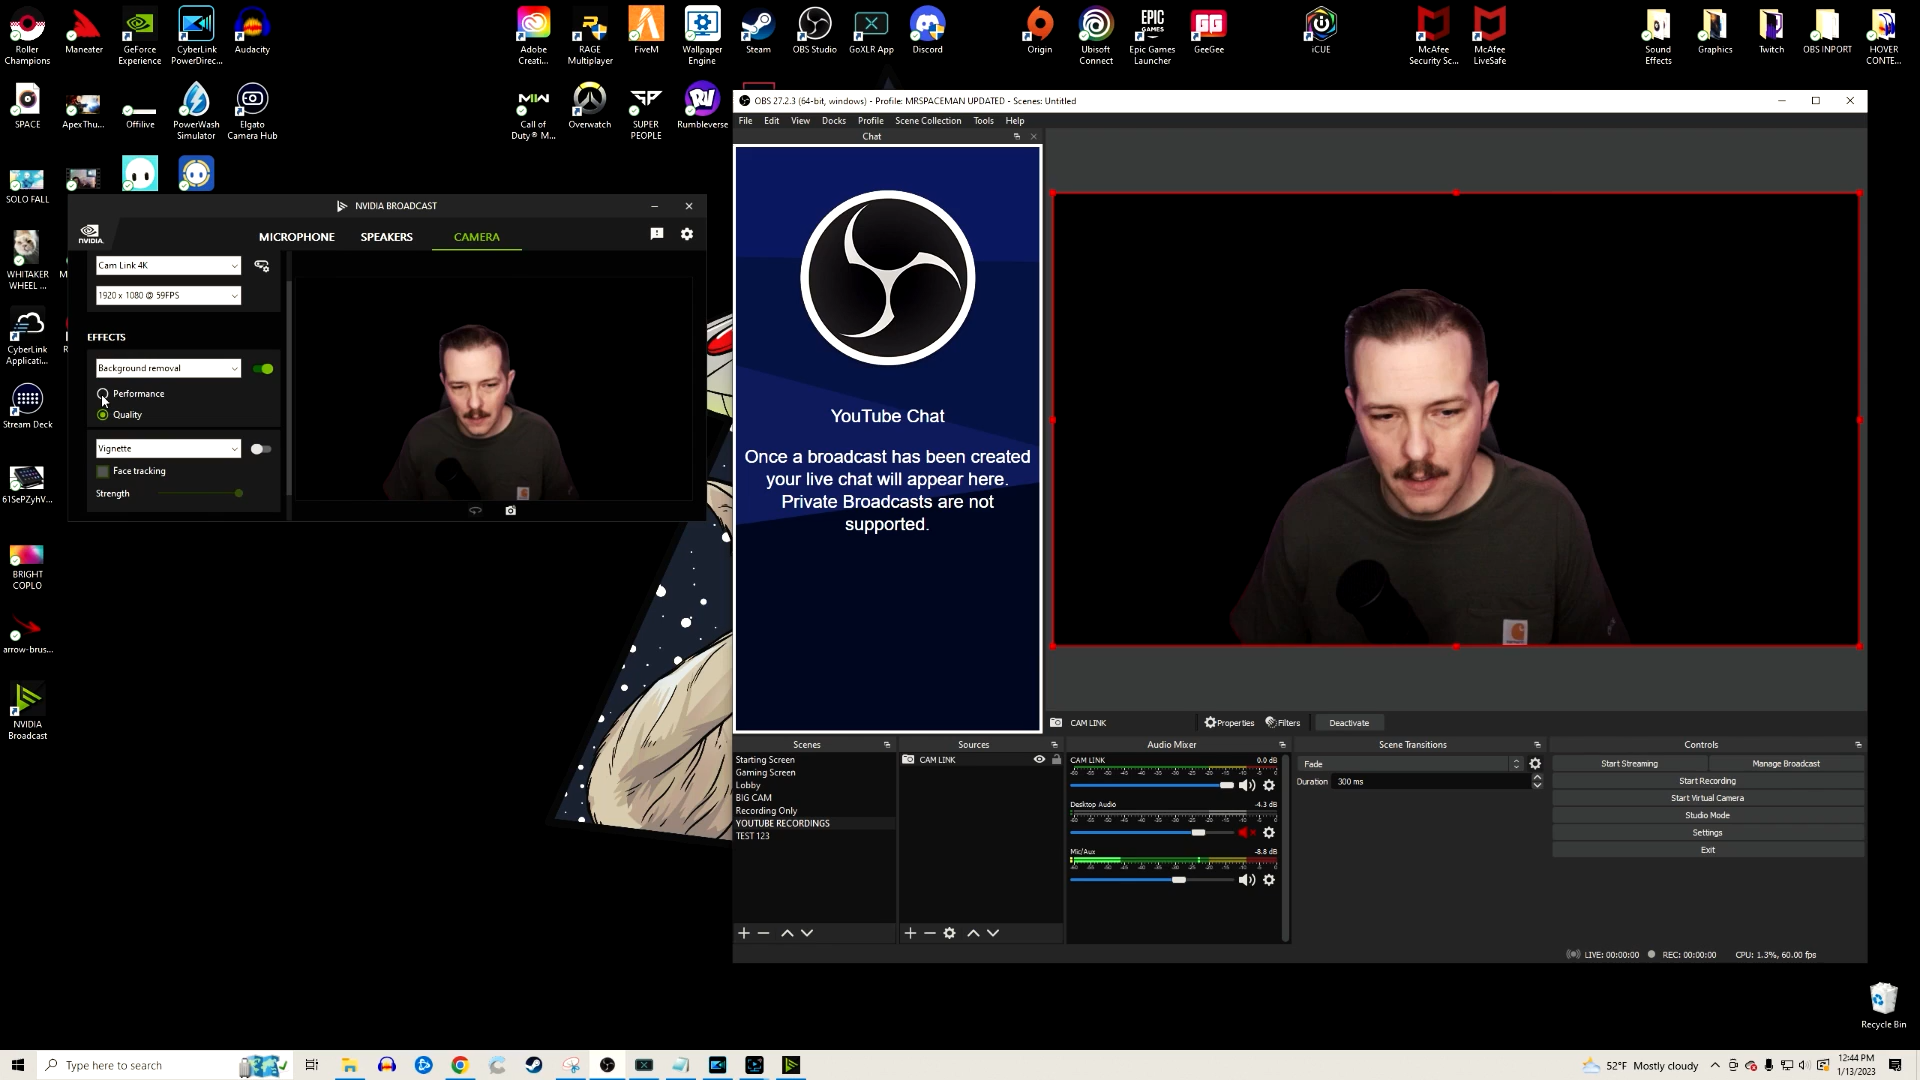 Roller
Champions
Maneater
GeForce
Experience
CyberLink
PowerDirec...
Audacity
Adobe
Creati...
RAGE
Multiplayer
FiveM
Wallpaper
Engine
Steam
OBS Studio
GoXLR App
Discord
Origin
Ubisoft
Connect
EPIC
GAMES
Epic Games
Launcher
GeeGee
iCUE
McAfee
Security Sc...
McAfee
LiveSafe
Sound
Effects
Graphics
Twitch
OBS INPORT
HOVER
CONTE...
SPACE
ApexThu...
Offilive
PowerWash
Simulator
Elgato
Camera Hub
Call of
Duty® M...
Overwatch
SUPER
PEOPLE
Rumbleverse
SOLO FALL
WHITAKER
WHEEL ...
CyberLink
Applicati...
Stream Deck
61SePZyhV...
BRIGHT
COPLO
arrow-brus...
NVIDIA
Broadcast
NVIDIA BROADCAST
NVIDIA.
MICROPHONE
SPEAKERS
CAMERA
Cam Link 4K
1920 x 1080 @ 59FPS
EFFECTS
Background removal
Performance
Quality
Vignette
Face tracking
Strength
OBS 27.2.3 (64-bit, windows) - Profile: MRSPACEMAN UPDATED - Scenes: Untitled
File Edit View Docks Profile Scene Collection Tools Help
Chat
YouTube Chat
Once a broadcast has been created
your live chat will appear here.
Private Broadcasts are not
supported.
CAM LINK
Properties
Filters
Deactivate
Scenes
Starting Screen
Gaming Screen
Lobby
BIG CAM
Recording Only
YOUTUBE RECORDINGS
TEST 123
Sources
CAM LINK
Audio Mixer
CAM LINK 0.0 dB
Desktop Audio -4.3 dB
Mic/Aux -8.8 dB
Scene Transitions
Fade
Duration 300 ms
Controls
Start Streaming
Manage Broadcast
Start Recording
Start Virtual Camera
Studio Mode
Settings
Exit
LIVE: 00:00:00
REC: 00:00:00
CPU: 1.3%, 60.00 fps
Recycle Bin
Type here to search
52°F Mostly cloudy
12:44 PM
1/13/2023